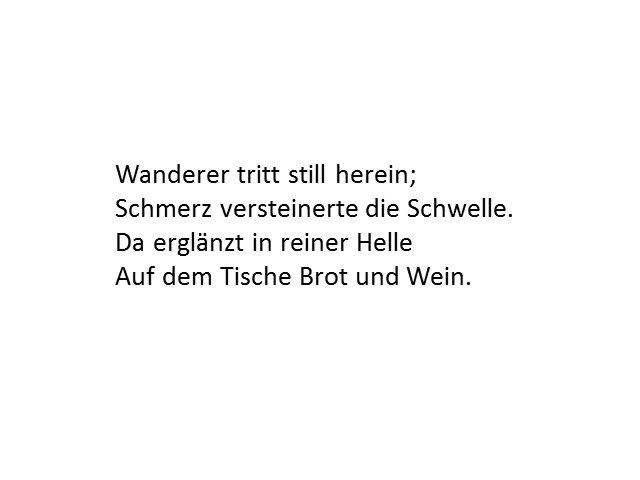 Wanderer tritt still herein;
Schmerz versteinerte die Schwelle.
Da erglänzt in reiner Helle
Auf dem Tische Brot und Wein.